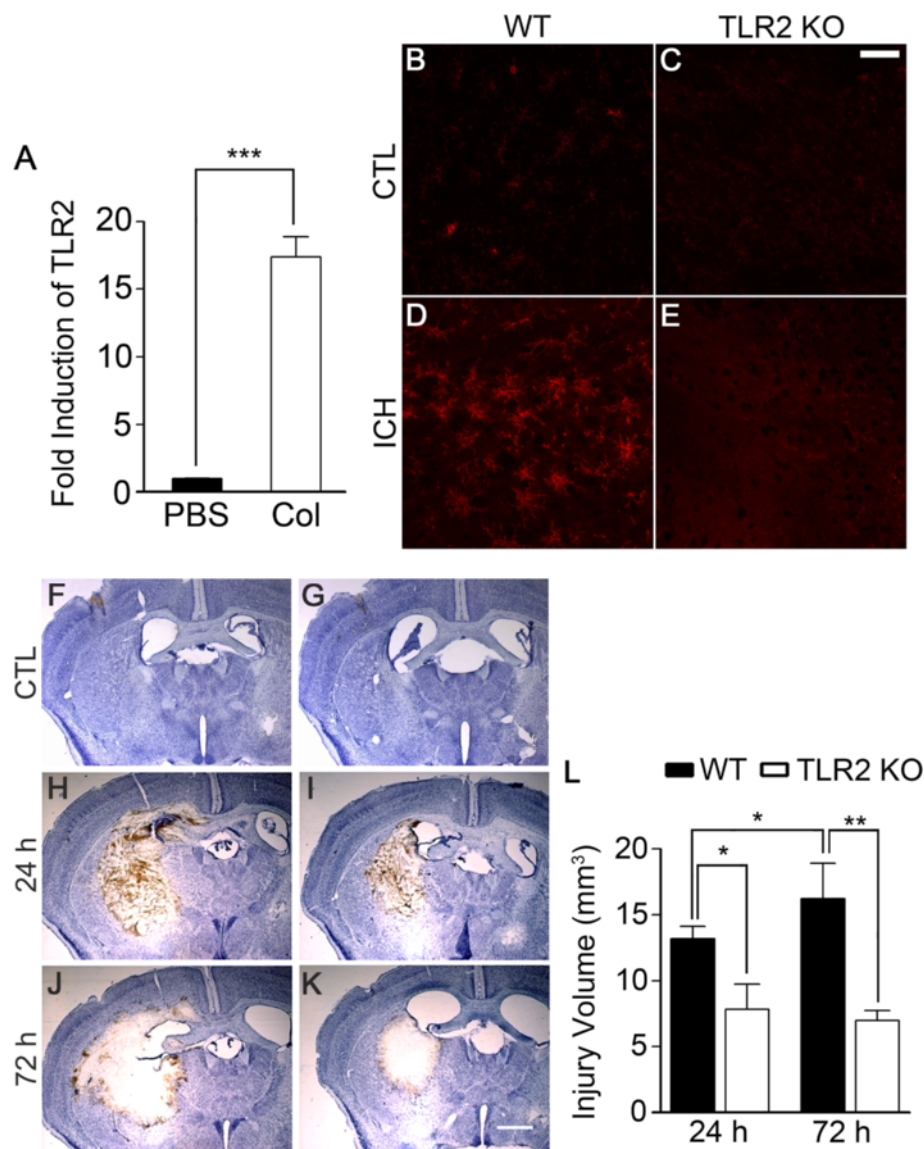 WT TLR2 KO
A
***
Fold Induction of TLR2
20
15
10
5
0
PBS Col
CTL
B C
ICH
D E
CTL
F G
24 h
H I
72 h
J K
L
WT TLR2 KO
*
* **
Injury Volume (mm³)
20
15
10
5
0
24 h 72 h